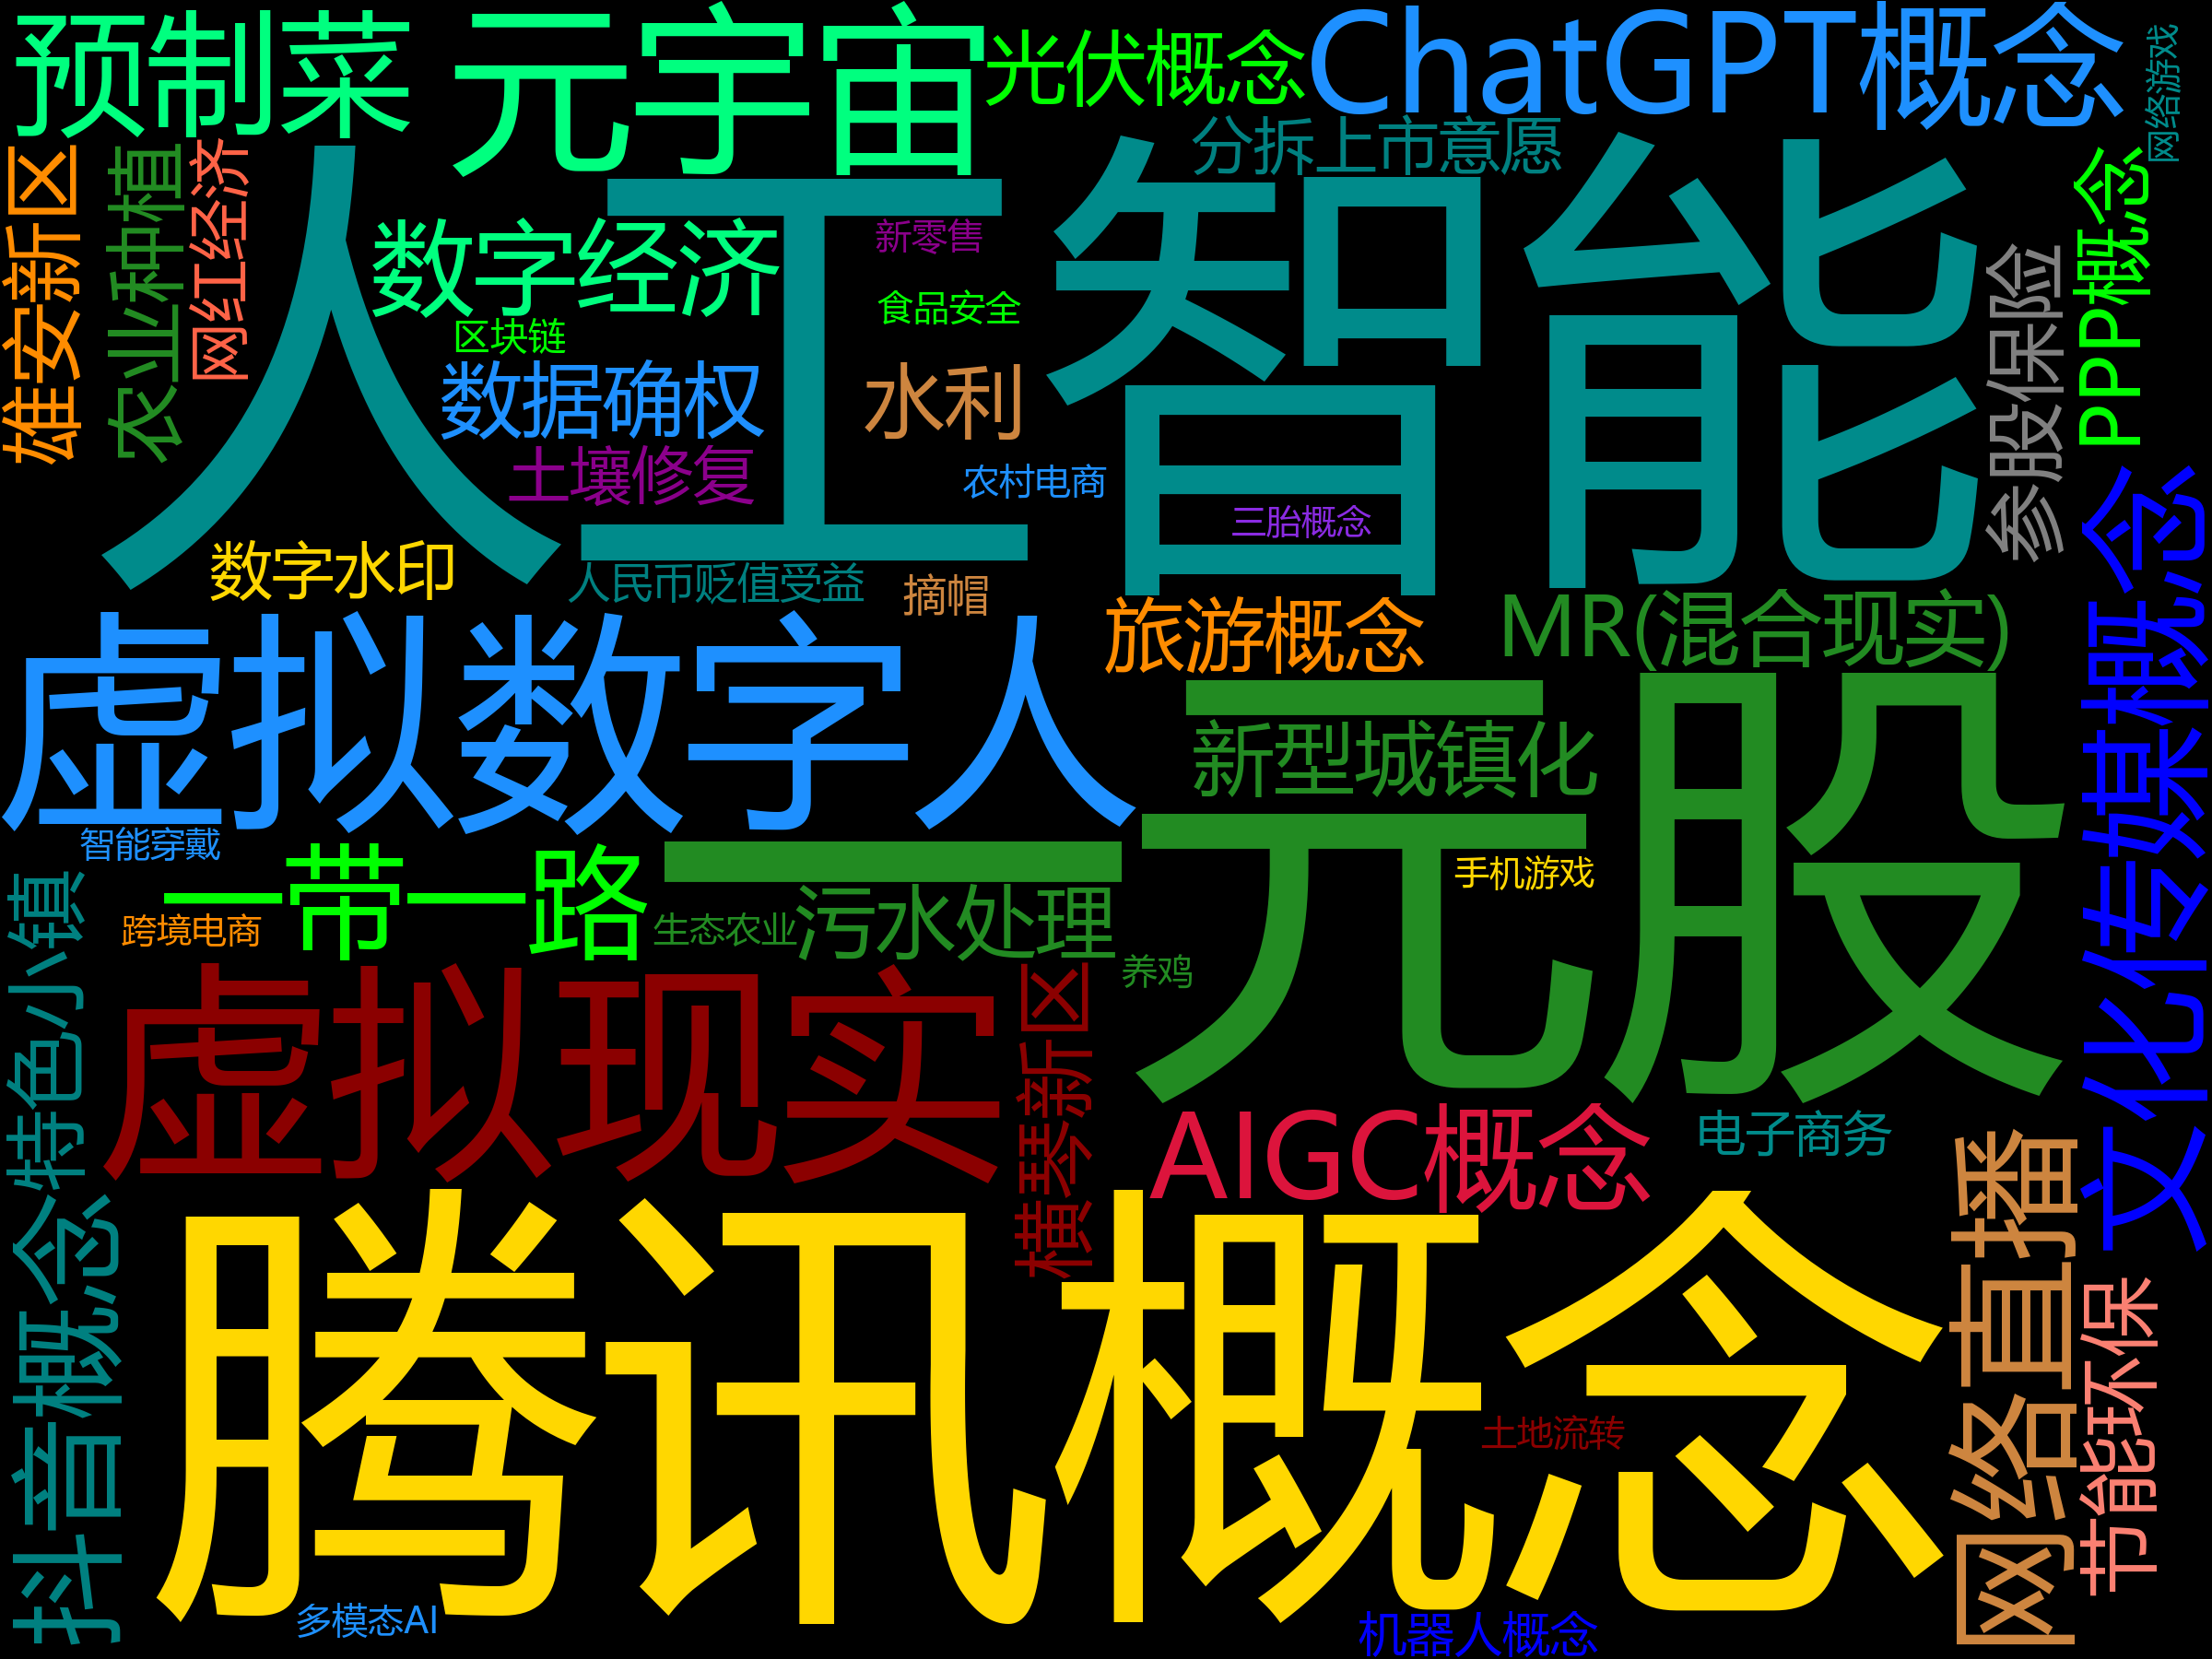 预制菜
元宇宙
光伏概念
ChatGPT概念
网络游戏
分拆上市意愿
雄安新区
农业种植
网红经济
人工智能
数字经济
新零售
食品安全
区块链
数据确权
水利
土壤修复
农村电商
三胎概念
参股保险
PPP概念
数字水印
人民币贬值受益
摘帽
旅游概念
MR(混合现实)
虚拟数字人
二元股
新型城镇化
文化传媒概念
智能穿戴
一带一路
手机游戏
跨境电商
生态农业
污水处理
养鸡
特色小镇
虚拟现实
横琴新区
AIGC概念
电子商务
网络直播
抖音概念
腾讯概念
节能环保
土地流转
多模态AI
机器人概念
一